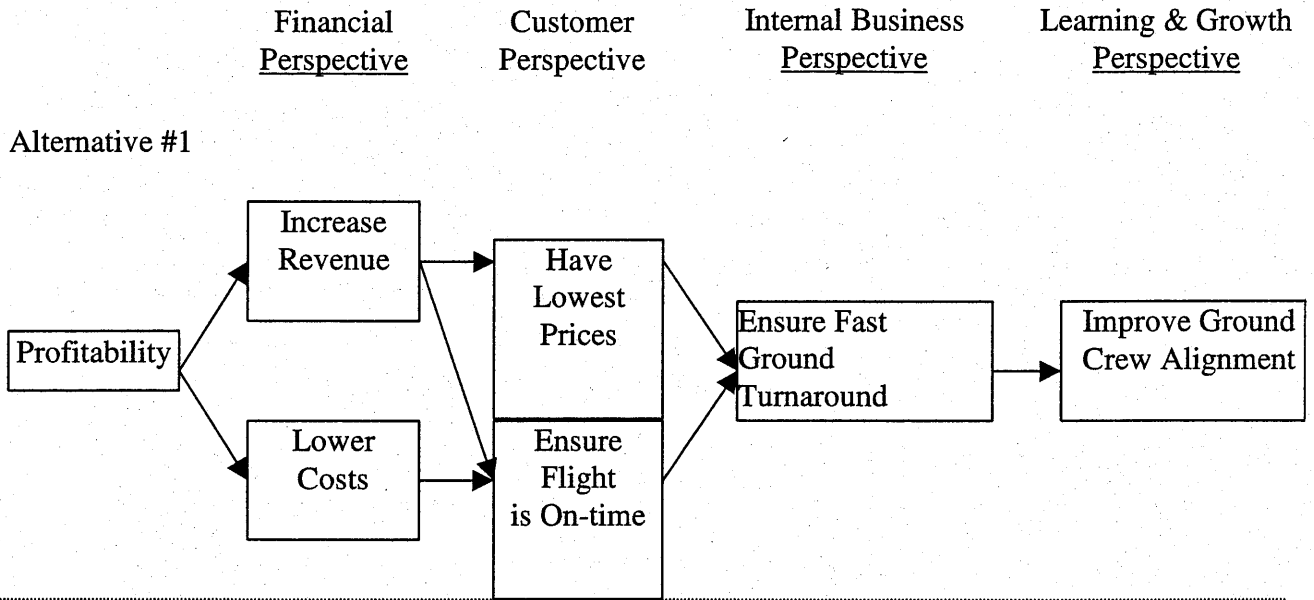 Financial
Perspective
Customer
Perspective
Internal Business
Perspective
Learning & Growth
Perspective
Alternative #1
Profitability
Increase
Revenue
Lower
Costs
Have
Lowest
Prices
Ensure
Flight
is On-time
Ensure Fast
Ground
Turnaround
Improve Ground
Crew Alignment